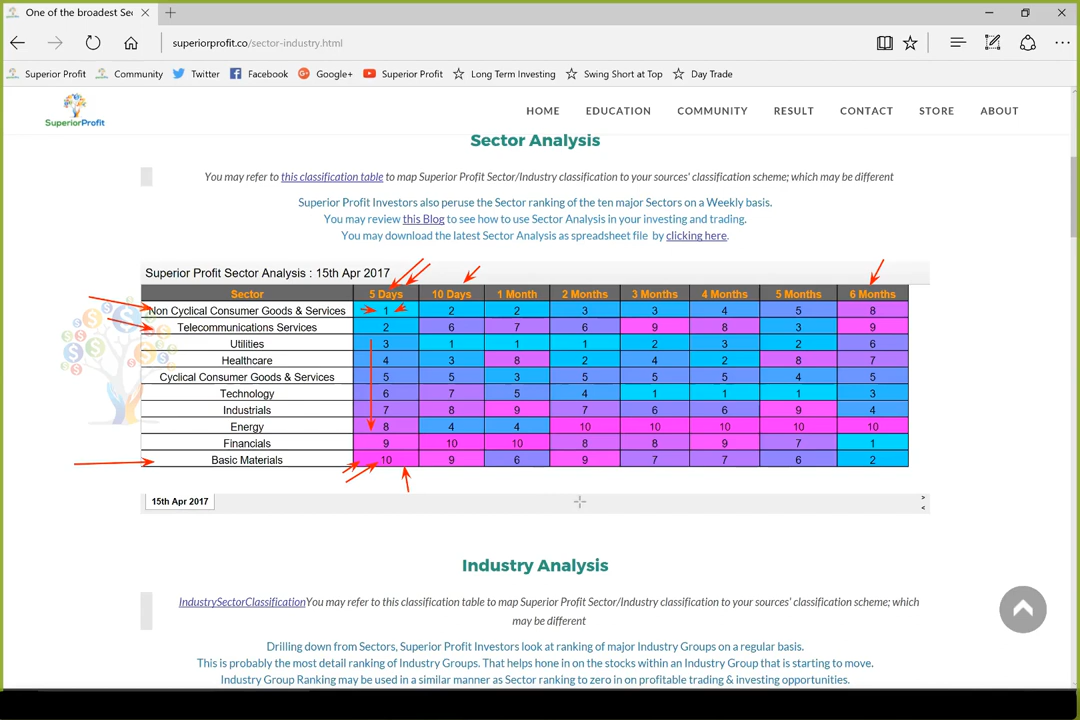 One of the broadest Sec
superiorprofit.co/sector-industry.html
Superior Profit Community Twitter Facebook Google+ Superior Profit Long Term Investing Swing Short at Top Day Trade
SuperiorProfit
HOME EDUCATION COMMUNITY RESULT CONTACT STORE ABOUT
Sector Analysis
You may refer to this classification table to map Superior Profit Sector/Industry classification to your sources' classification scheme; which may be different
Superior Profit Investors also peruse the Sector ranking of the ten major Sectors on a Weekly basis.
You may review this Blog to see how to use Sector Analysis in your investing and trading.
You may download the latest Sector Analysis as spreadsheet file by clicking here.
Superior Profit Sector Analysis : 15th Apr 2017
Sector 5 Days 10 Days 1 Month 2 Months 3 Months 4 Months 5 Months 6 Months
Non Cyclical Consumer Goods & Services 1 2 2 3 3 4 5 8
Telecommunications Services 2 6 7 6 9 8 3 9
Utilities 3 1 1 1 2 3 2 6
Healthcare 4 3 8 2 4 2 8 7
Cyclical Consumer Goods & Services 5 5 3 5 5 5 4 5
Technology 6 7 5 4 1 1 1 3
Industrials 7 8 9 7 6 6 9 4
Energy 8 4 4 10 10 10 10 10
Financials 9 10 10 8 8 9 7 1
Basic Materials 10 9 6 9 7 7 6 2
15th Apr 2017
Industry Analysis
IndustrySectorClassificationYou may refer to this classification table to map Superior Profit Sector/Industry classification to your sources' classification scheme; which
may be different
Drilling down from Sectors, Superior Profit Investors look at ranking of major Industry Groups on a regular basis.
This is probably the most detail ranking of Industry Groups. That helps hone in on the stocks within an Industry Group that is starting to move.
Industry Group Ranking may be used in a similar manner as Sector ranking to zero in on profitable trading & investing opportunities.